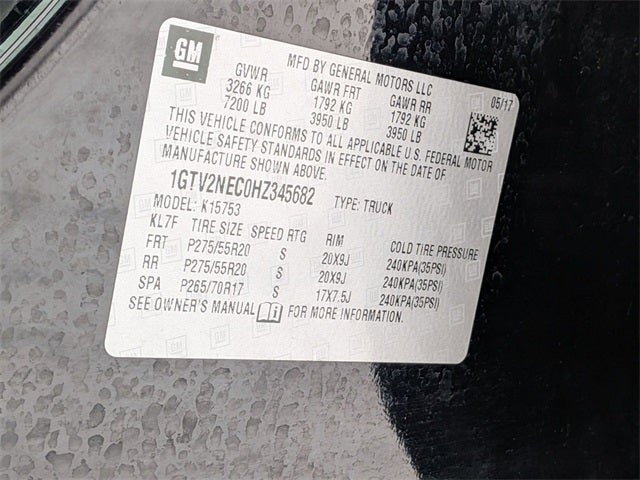 GM
MFD BY GENERAL MOTORS LLC
GVWR GAWR FRT GAWR RR 05/17
3266 KG 1792 KG 1792 KG
7200 LB 3950 LB 3950 LB
THIS VEHICLE CONFORMS TO ALL APPLICABLE U.S. FEDERAL MOTOR
VEHICLE SAFETY STANDARDS IN EFFECT ON THE DATE OF
MANUFACTURE SHOWN ABOVE.
1GTV2NEC0HZ345682 TYPE: TRUCK
MODEL: K15753
KL7F TIRE SIZE SPEED RTG RIM COLD TIRE PRESSURE
FRT P275/55R20 S 20X9J 240KPA(35PSI)
RR P275/55R20 S 20X9J 240KPA(35PSI)
SPA P265/70R17 S 17X7.5J 240KPA(35PSI)
SEE OWNER'S MANUAL FOR MORE INFORMATION.